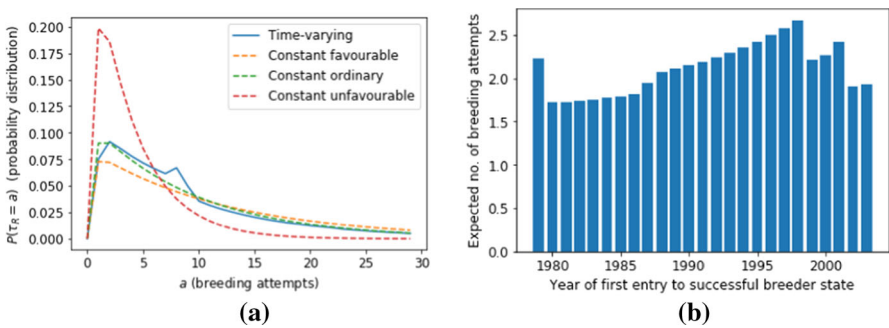 P(τR = a) (probability distribution)
0.200
0.175
0.150
0.125
0.100
0.075
0.050
0.025
0.000
Time-varying
Constant favourable
Constant ordinary
Constant unfavourable
0 5 10 15 20 25 30
a (breeding attempts)
(a)
Expected no. of breeding attempts
2.5
2.0
1.5
1.0
0.5
0.0
1980 1985 1990 1995 2000
Year of first entry to successful breeder state
(b)